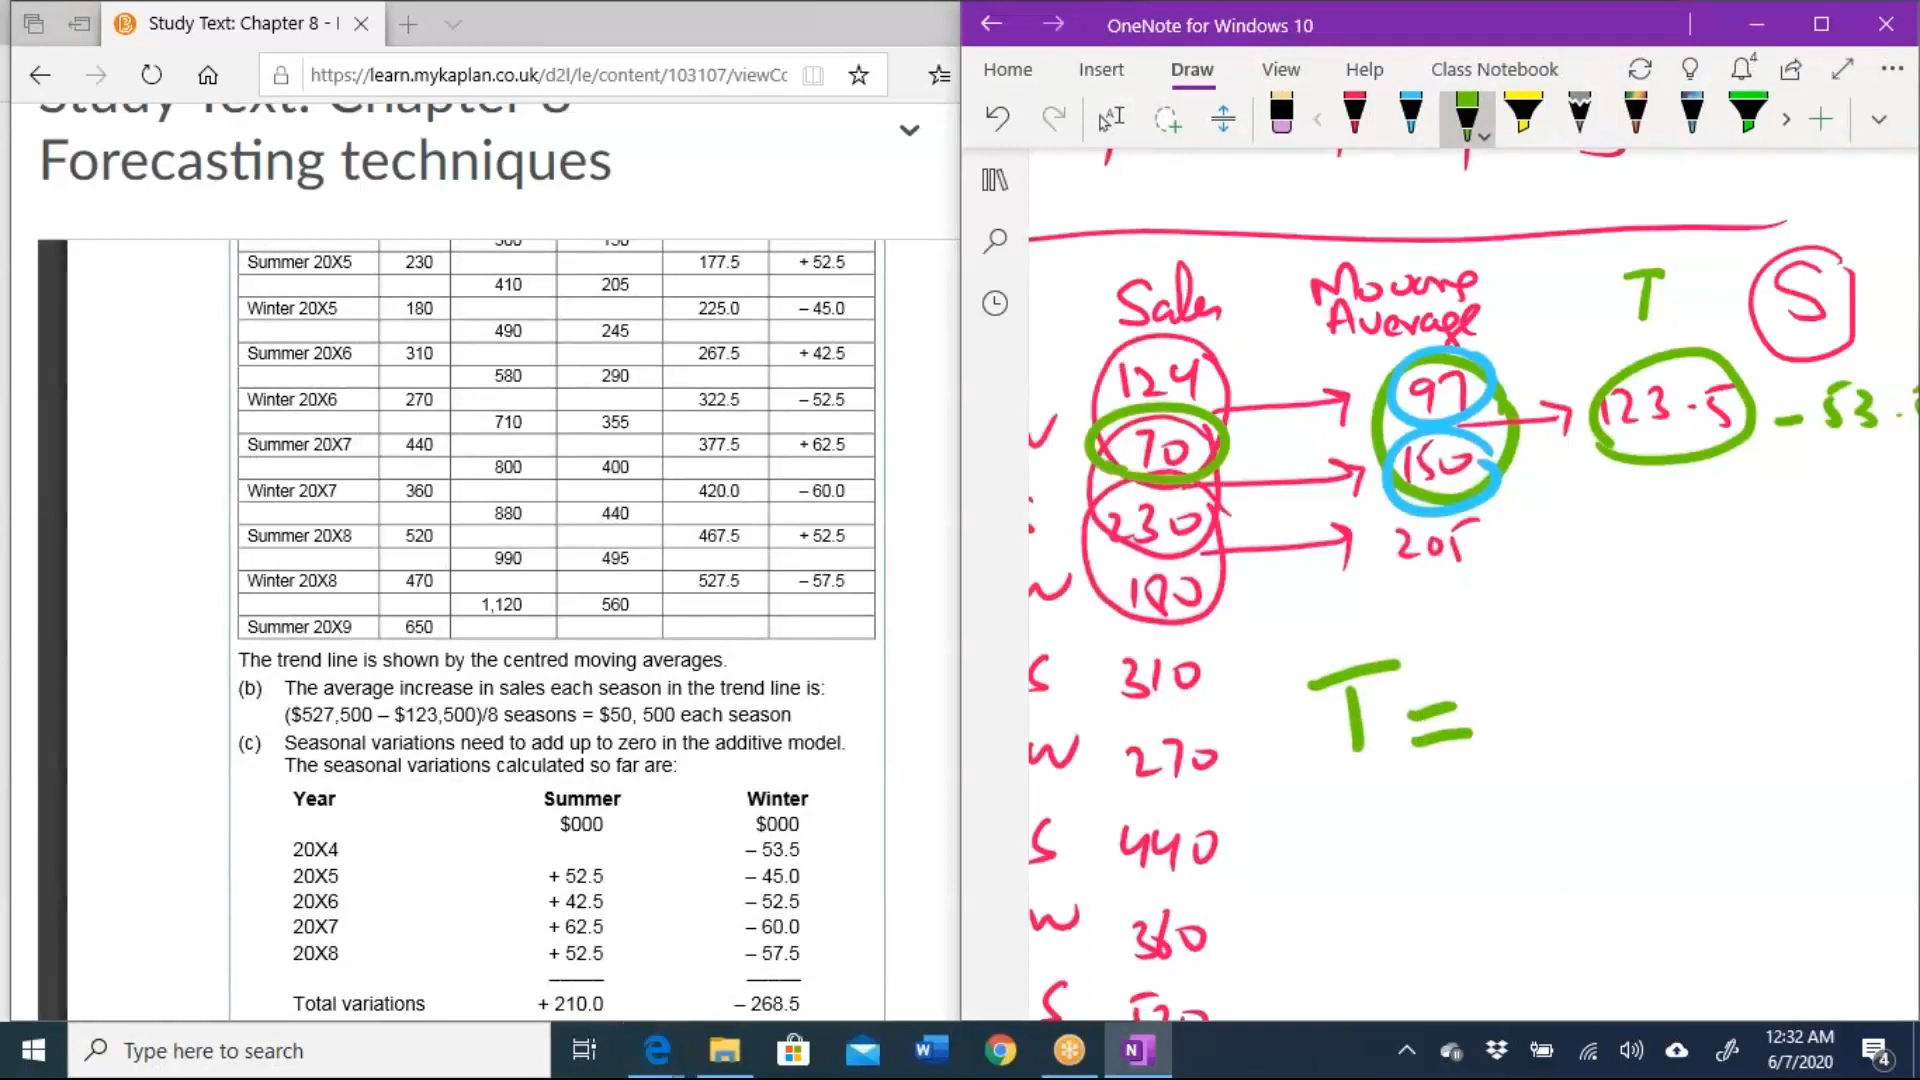 Study Text: Chapter 8 - I
https://learn.mykaplan.co.uk/d2l/le/content/103107/viewCc
Study Text: Chapter 8
Forecasting techniques
Summer 20X5 230 177.5 + 52.5
410 205
Winter 20X5 180 225.0 – 45.0
490 245
Summer 20X6 310 267.5 + 42.5
580 290
Winter 20X6 270 322.5 – 52.5
710 355
Summer 20X7 440 377.5 + 62.5
800 400
Winter 20X7 360 420.0 – 60.0
880 440
Summer 20X8 520 467.5 + 52.5
990 495
Winter 20X8 470 527.5 – 57.5
1,120 560
Summer 20X9 650
The trend line is shown by the centred moving averages.
(b) The average increase in sales each season in the trend line is:
($527,500 – $123,500)/8 seasons = $50, 500 each season
(c) Seasonal variations need to add up to zero in the additive model.
The seasonal variations calculated so far are:
Year Summer Winter
$000 $000
20X4 – 53.5
20X5 + 52.5 – 45.0
20X6 + 42.5 – 52.5
20X7 + 62.5 – 60.0
20X8 + 52.5 – 57.5
Total variations + 210.0 – 268.5
OneNote for Windows 10
Home Insert Draw View Help Class Notebook
4
Sales Moving Average T S
124 97 123.5 - 53.
W 70 150
230 205
W 180
S 310 T =
W 270
S 440
W 360
S 520
Type here to search
12:32 AM
6/7/2020
4